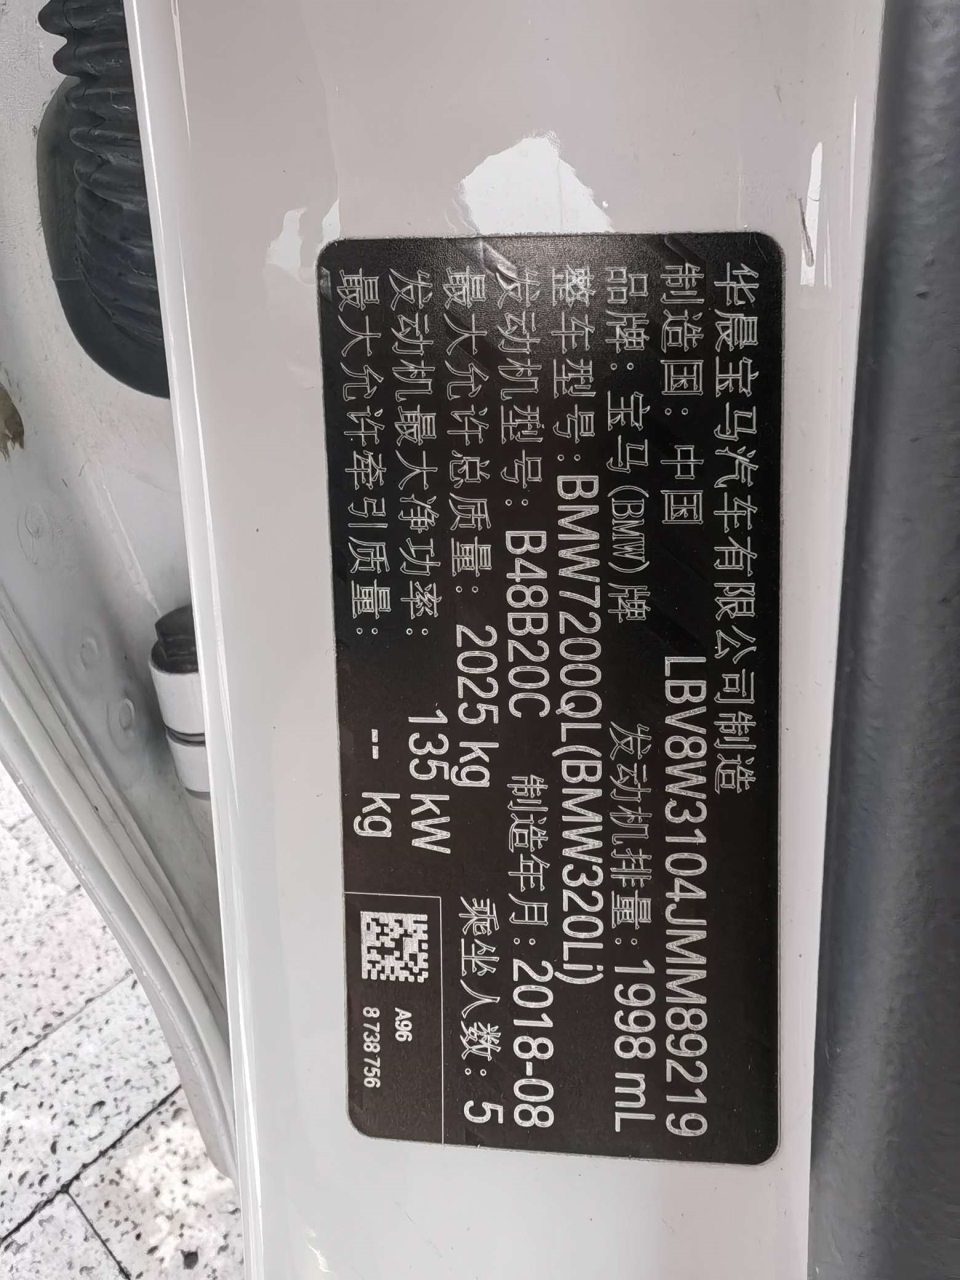 华晨宝马汽车有限公司制造
制造国：中国 LBV8W3104JMM89219
品牌：宝马(BMW)牌 发动机排量：1998 mL
整车型号：BMW7200QL(BMW320Li)
发动机型号：B48B20C 制造年月：2018-08
最大允许总质量：2025 kg 乘坐人数：5
发动机最大净功率：135 kW
最大允许牵引质量：-- kg
A96
8 738 756